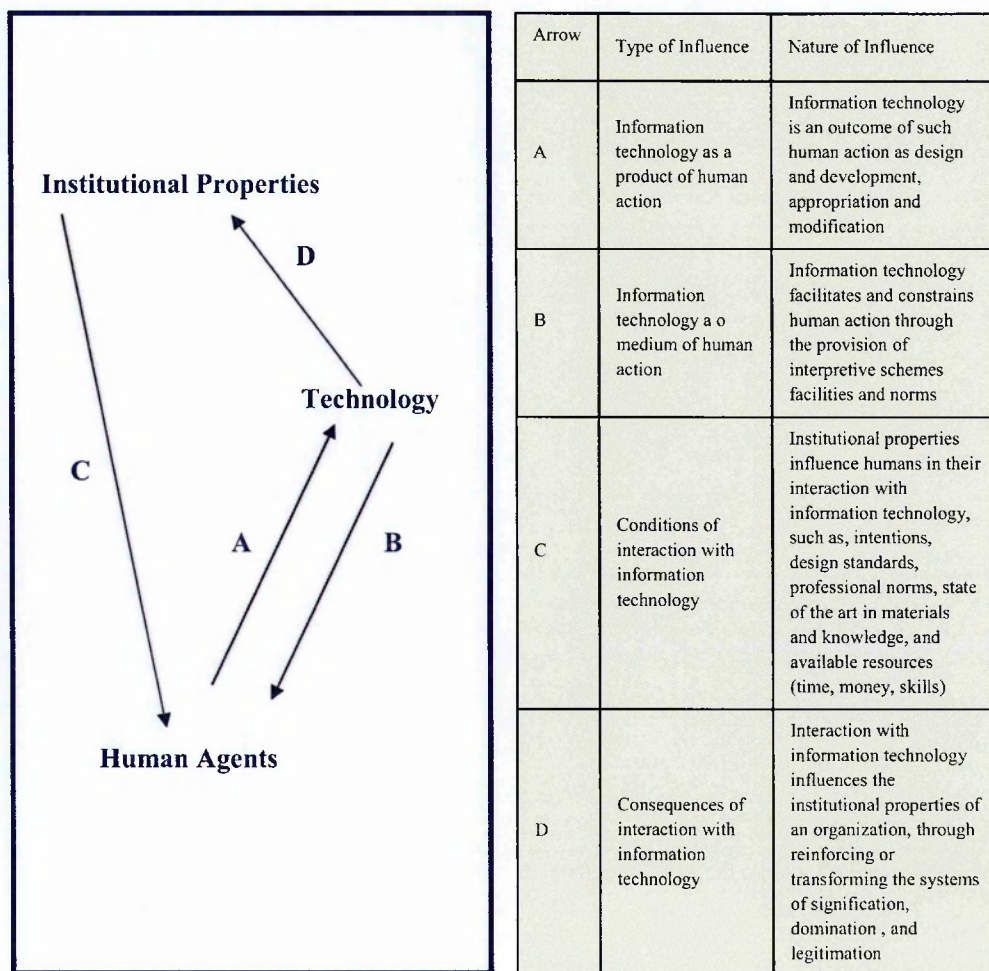 Institutional Properties
D
Technology
C
A
B
Human Agents
Arrow
Type of Influence
Nature of Influence
A
Information
technology as a
product of human
action
Information technology
is an outcome of such
human action as design
and development,
appropriation and
modification
B
Information
technology a o
medium of human
action
Information technology
facilitates and constrains
human action through
the provision of
interpretive schemes
facilities and norms
C
Conditions of
interaction with
information
technology
Institutional properties
influence humans in their
interaction with
information technology,
such as, intentions,
design standards,
professional norms, state
of the art in materials
and knowledge, and
available resources
(time, money, skills)
D
Consequences of
interaction with
information
technology
Interaction with
information technology
influences the
institutional properties of
an organization, through
reinforcing or
transforming the systems
of signification,
domination , and
legitimation